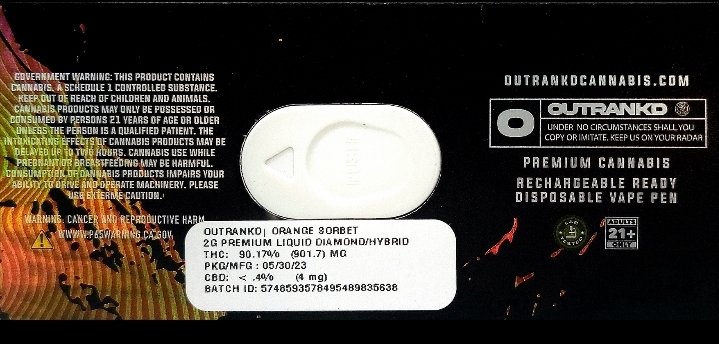 GOVERNMENT WARNING: THIS PRODUCT CONTAINS
CANNABIS, A SCHEDULE 1 CONTROLLED SUBSTANCE.
KEEP OUT OF REACH OF CHILDREN AND ANIMALS.
CANNABIS PRODUCTS MAY ONLY BE POSSESSED OR
CONSUMED BY PERSONS 21 YEARS OF AGE OR OLDER
UNLESS THE PERSON IS A QUALIFIED PATIENT. THE
INTOXICATING EFFECTS OF CANNABIS PRODUCTS MAY BE
DELAYED UP TO TWO HOURS. CANNABIS USE WHILE
PREGNANT OR BREASTFEEDING MAY BE HARMFUL.
CONSUMPTION OF CANNABIS PRODUCTS IMPAIRS YOUR
ABILITY TO DRIVE AND OPERATE MACHINERY. PLEASE
USE EXTREME CAUTION.
WARNING: CANCER AND REPRODUCTIVE HARM
WWW.P65WARNING.CA.GOV
OUTRANKD| ORANGE SORBET
2G PREMIUM LIQUID DIAMOND/HYBRID
THC: 90.17% (901.7) MG
PKG/MFG : 05/30/23
CBD: < .4% (4 mg)
BATCH ID: 5748593578495489835638
OUTRANKDCANNABIS.COM
O
OUTRANKD
UNDER NO CIRCUMSTANCES SHALL YOU
COPY OR IMITATE. KEEP US ON YOUR RADAR
PREMIUM CANNABIS
RECHARGEABLE READY
DISPOSABLE VAPE PEN
LAB
TESTED
ADULTS
21+
ONLY